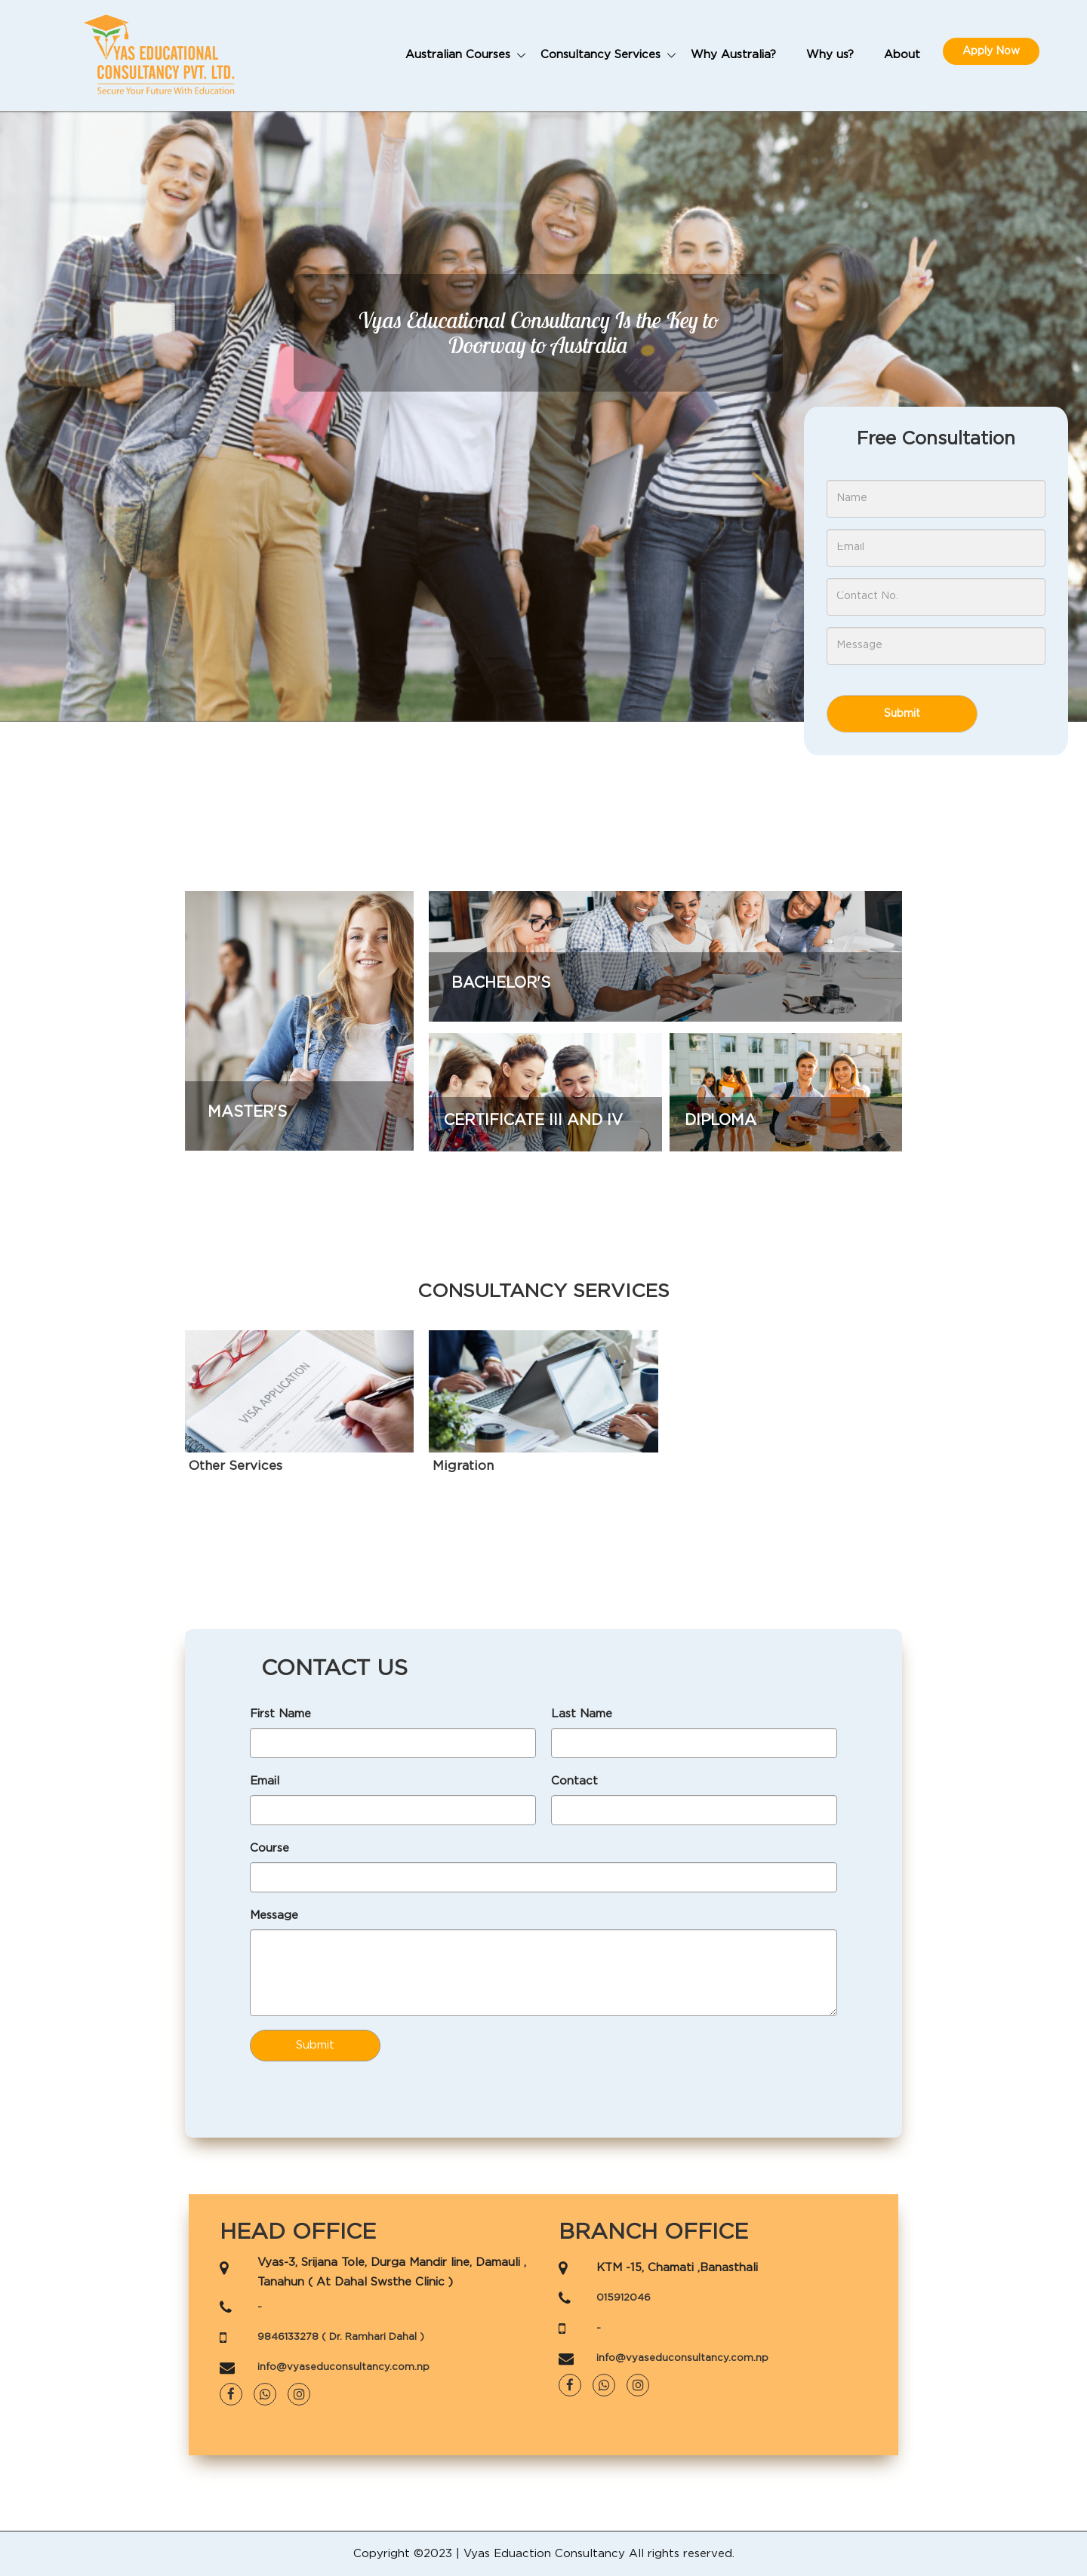 VYAS EDUCATIONAL
CONSULTANCY PVT. LTD.
Secure Your Future With Education
Australian Courses
Consultancy Services
Why Australia?
Why us?
About
Apply Now
Vyas Educational Consultancy Is the Key to
Doorway to Australia
Free Consultation
Name
Email
Contact No.
Message
Submit
MASTER'S
BACHELOR'S
CERTIFICATE III AND IV
DIPLOMA
CONSULTANCY SERVICES
VISA APPLICATION
Other Services
Migration
CONTACT US
First Name
Last Name
Email
Contact
Course
Message
Submit
HEAD OFFICE
Vyas-3, Srijana Tole, Durga Mandir line, Damauli ,
Tanahun ( At Dahal Swsthe Clinic )
-
9846133278 ( Dr. Ramhari Dahal )
info@vyaseduconsultancy.com.np
BRANCH OFFICE
KTM -15, Chamati ,Banasthali
015912046
-
info@vyaseduconsultancy.com.np
Copyright ©2023 | Vyas Eduaction Consultancy All rights reserved.